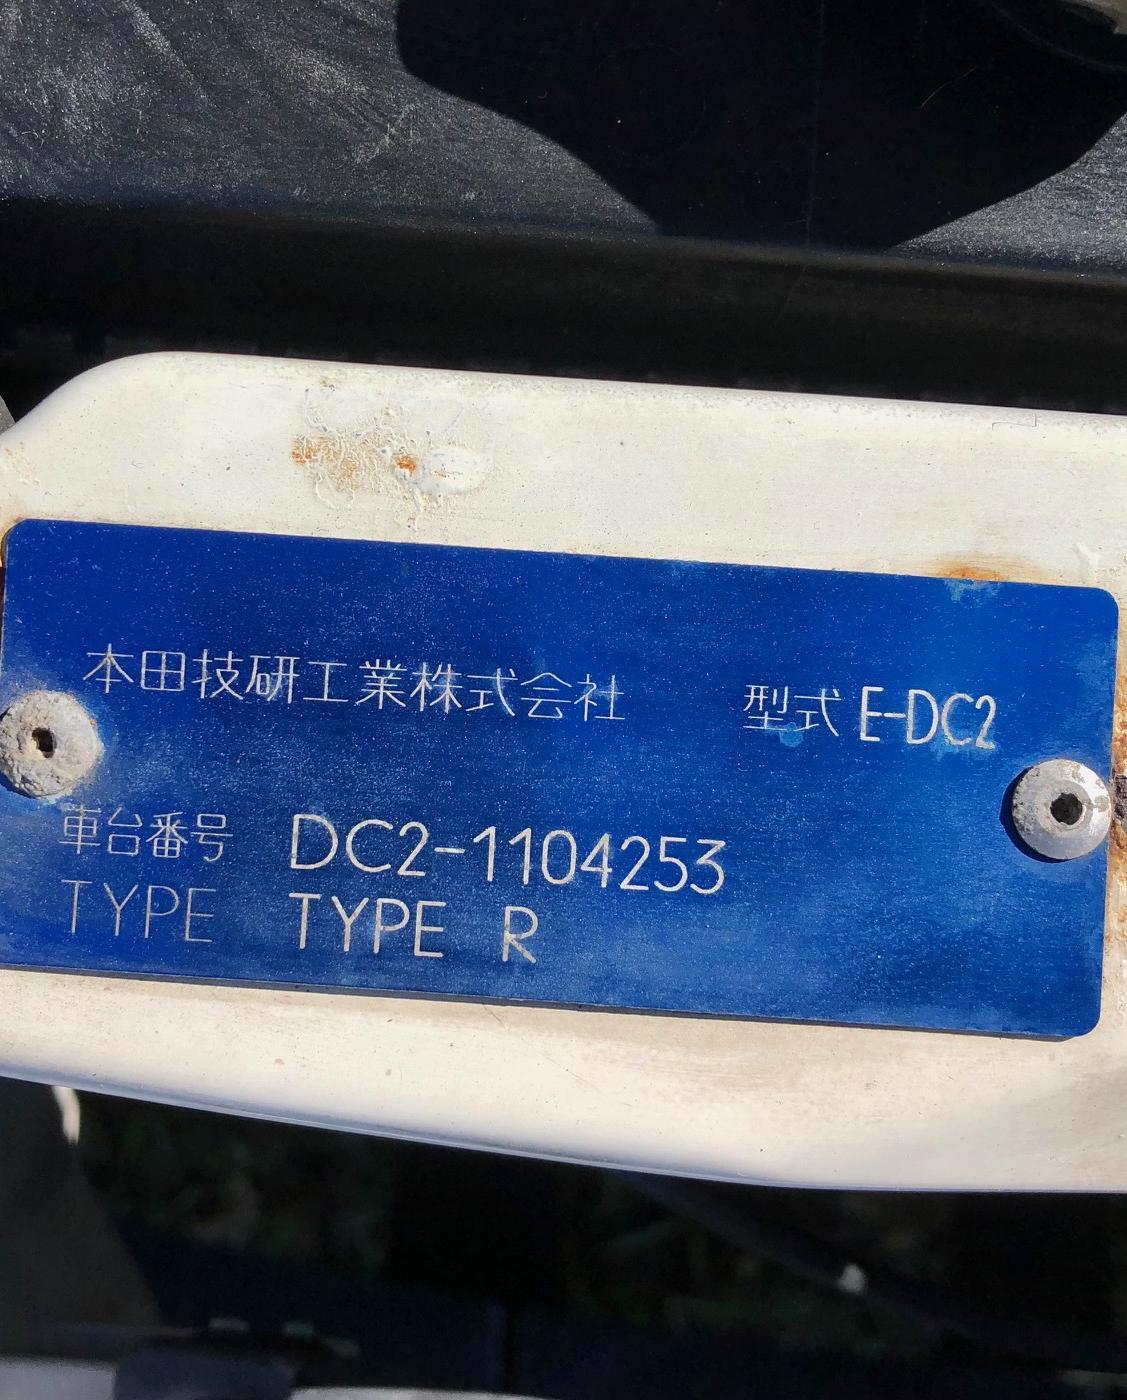 本田技研工業株式会社 型式 E-DC2
車台番号 DC2-1104253
TYPE TYPE R